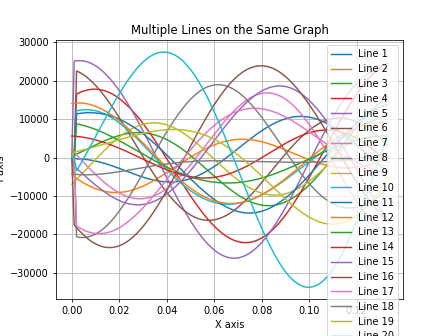 Multiple Lines on the Same Graph
30000
20000
10000
0
−10000
−20000
−30000
0.00
0.02
0.04
0.06
0.08
0.10
X axis
Line 1
Line 2
Line 3
Line 4
Line 5
Line 6
Line 7
Line 8
Line 9
Line 10
Line 11
Line 12
Line 13
Line 14
Line 15
Line 16
Line 17
Line 18
Line 19
Line 20